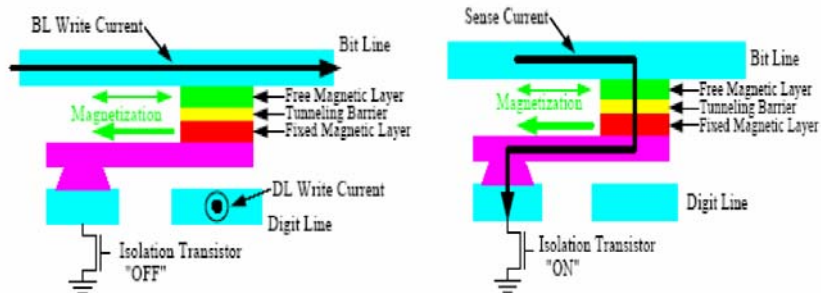 BL Write Current
Bit Line
Free Magnetic Layer
Magnetization
Tunneling Barrier
Fixed Magnetic Layer
DL Write Current
Digit Line
Isolation Transistor
"OFF"
Sense Current
Bit Line
Free Magnetic Layer
Magnetization
Tunneling Barrier
Fixed Magnetic Layer
Digit Line
Isolation Transistor
"ON"